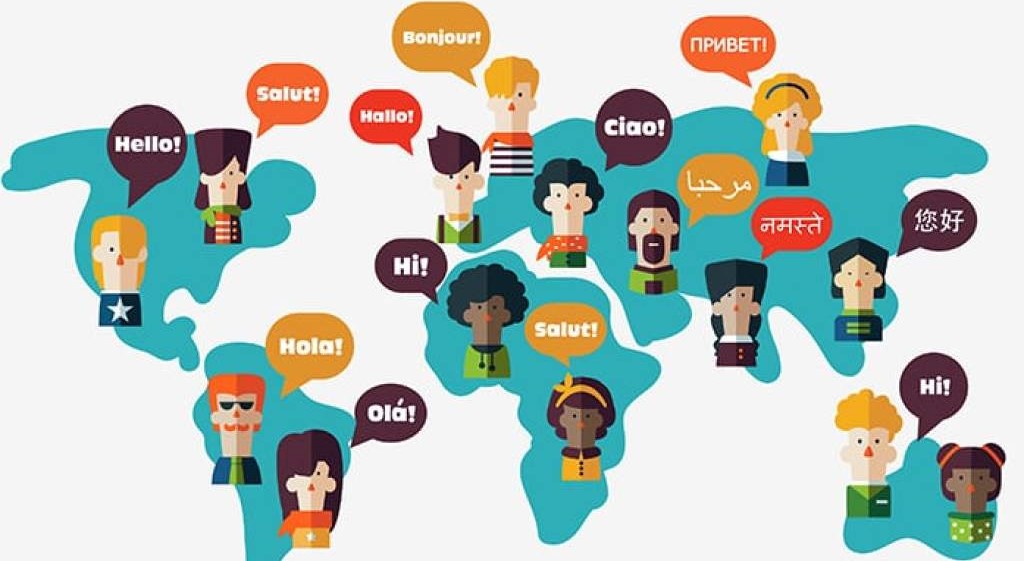 Bonjour!
ПРИВЕТ!
Salut!
Hallo!
Ciao!
Hello!
مرحبا
नमस्ते
您好
Hi!
Salut!
Hola!
Hi!
Olá!